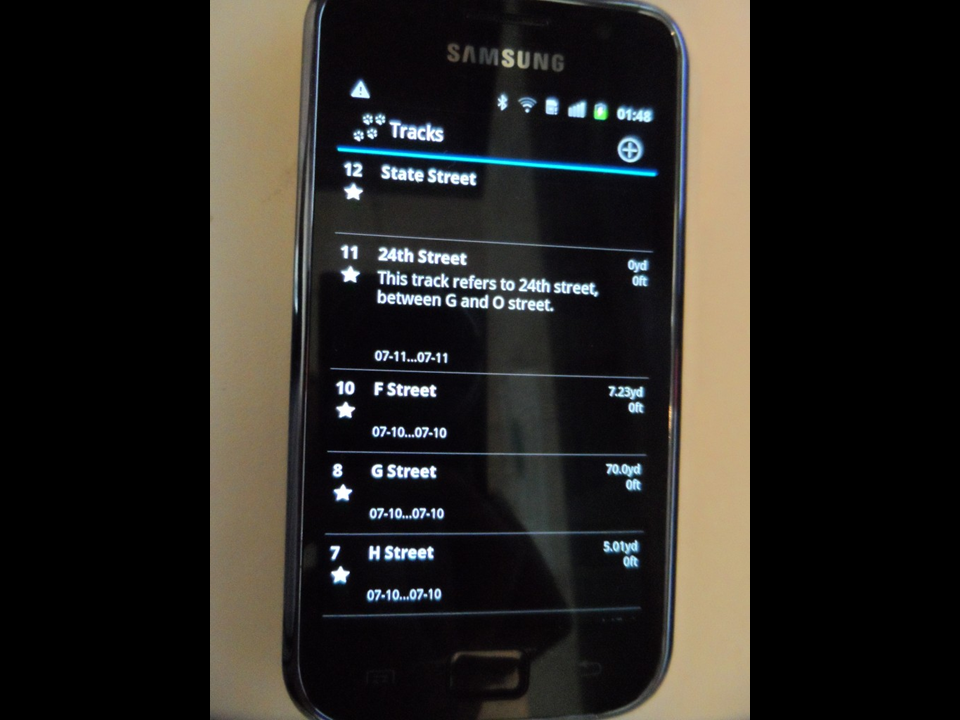 SAMSUNG
01:48
Tracks
12 State Street
11 24th Street 0yd
0ft
This track refers to 24th street,
between G and O street.
07-11...07-11
10 F Street 7.23yd
0ft
07-10...07-10
8 G Street 70.0yd
0ft
07-10...07-10
7 H Street 5.01yd
0ft
07-10...07-10